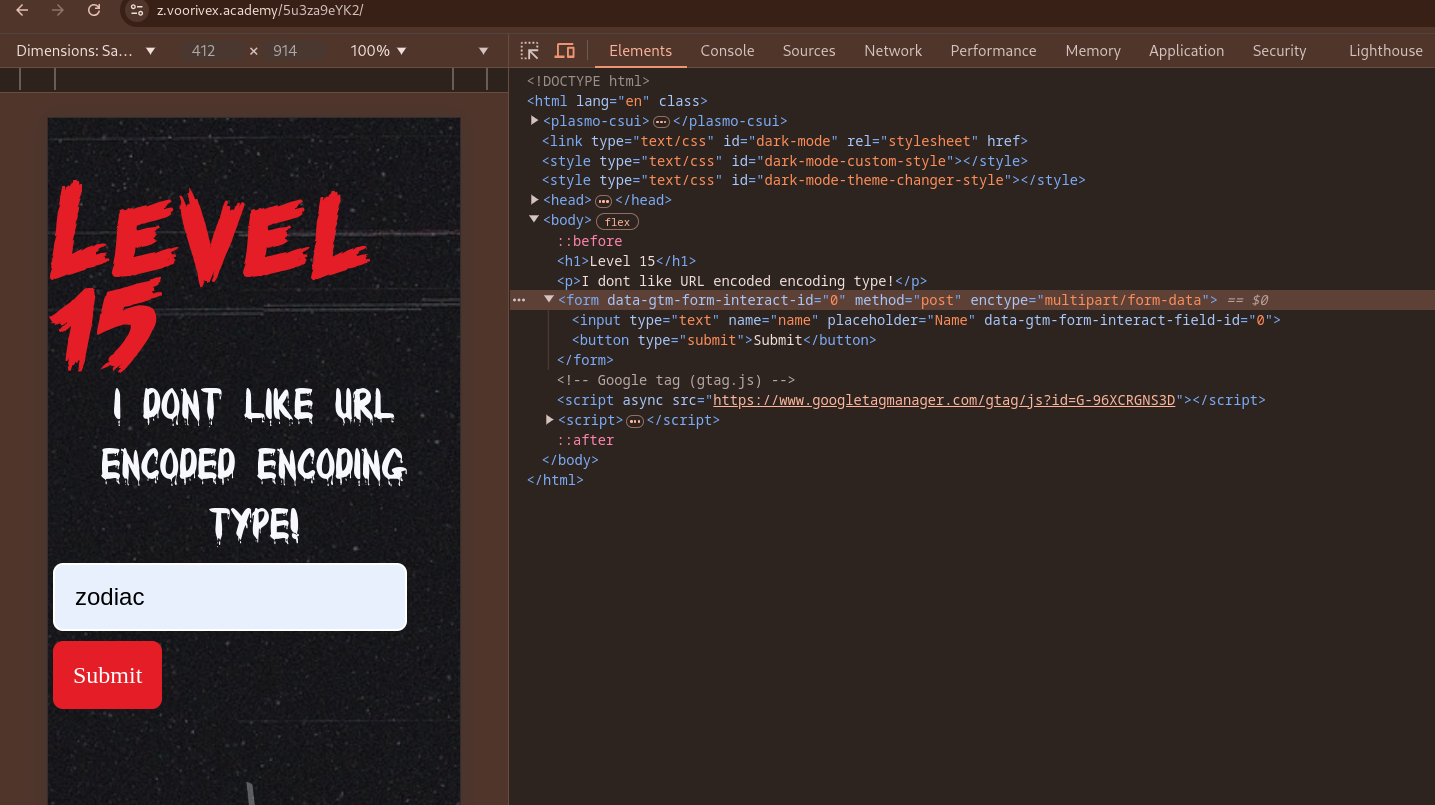 z.voorivex.academy/5u3za9eYK2/
Dimensions: Sa... 412 × 914 100%
Elements Console Sources Network Performance Memory Application Security Lighthouse
LEVEL
15
I DONT LIKE URL
ENCODED ENCODING
TYPE!
zodiac
Submit
<!DOCTYPE html>
<html lang="en" class>
<plasmo-csui>…</plasmo-csui>
<link type="text/css" id="dark-mode" rel="stylesheet" href>
<style type="text/css" id="dark-mode-custom-style"></style>
<style type="text/css" id="dark-mode-theme-changer-style"></style>
<head>…</head>
<body> flex
::before
<h1>Level 15</h1>
<p>I dont like URL encoded encoding type!</p>
<form data-gtm-form-interact-id="0" method="post" enctype="multipart/form-data"> == $0
<input type="text" name="name" placeholder="Name" data-gtm-form-interact-field-id="0">
<button type="submit">Submit</button>
</form>
<!-- Google tag (gtag.js) -->
<script async src="https://www.googletagmanager.com/gtag/js?id=G-96XCRGNS3D"></script>
<script>…</script>
::after
</body>
</html>